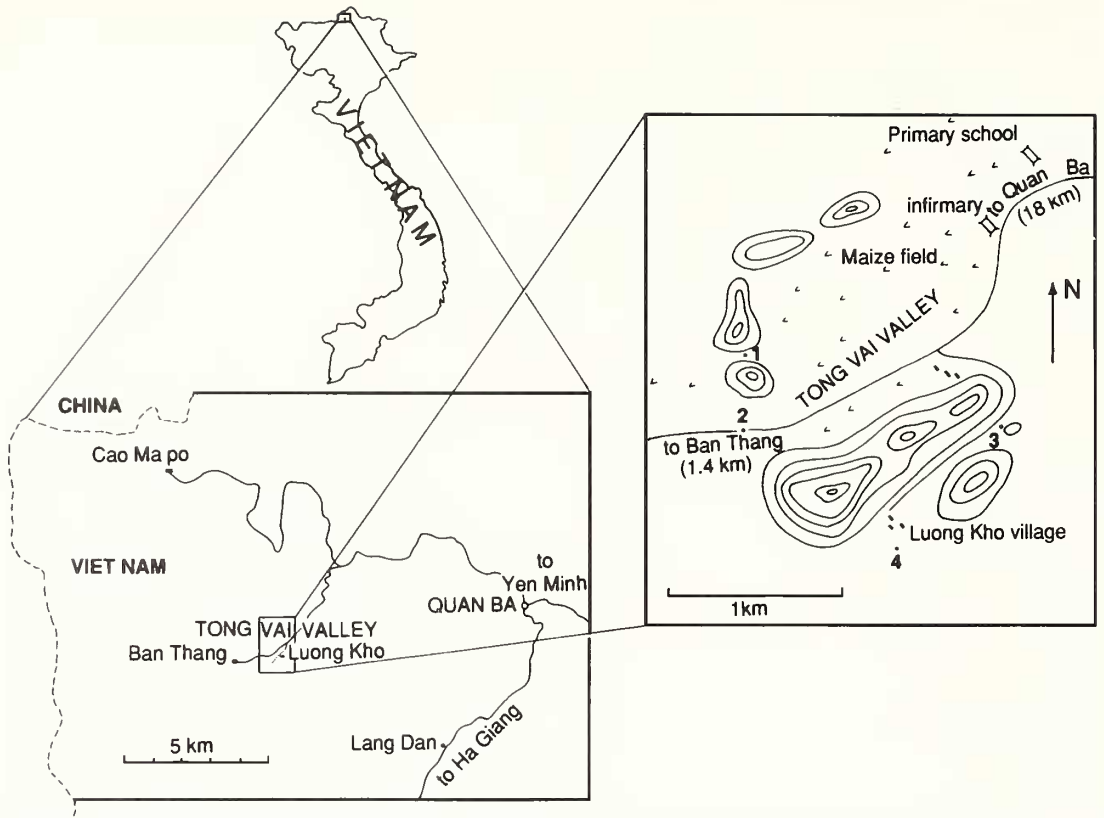 VIETNAM
CHINA
Cao Ma po
VIET NAM
to
Yen Minh
QUAN BA
TONG VAI VALLEY
Ban Thang
Luong Kho
Lang Dan
to Ha Giang
5 km
Primary school
Ba
to Quan
(18 km)
infirmary
Maize field
N
TONG VAI VALLEY
1
2
to Ban Thang
(1.4 km)
3
Luong Kho village
4
1km